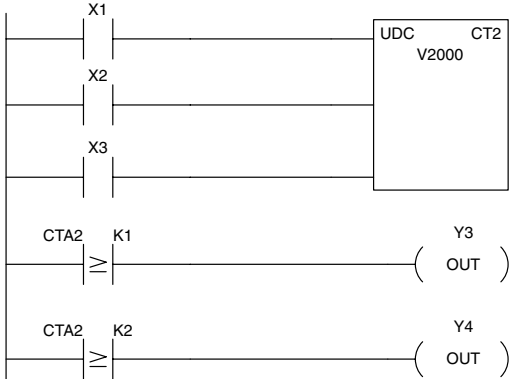 X1
UDC CT2
V2000
X2
X3
CTA2 K1
≥
Y3
OUT
CTA2 K2
≥
Y4
OUT